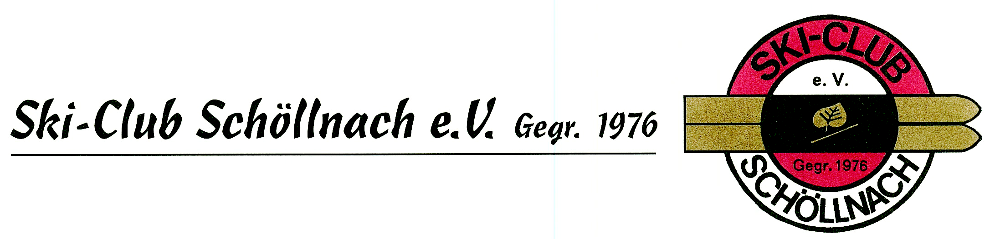 Ski-Club Schöllnach e.V. Gegr. 1976
SKI-CLUB
e. V.
Gegr. 1976
SCHÖLLNACH